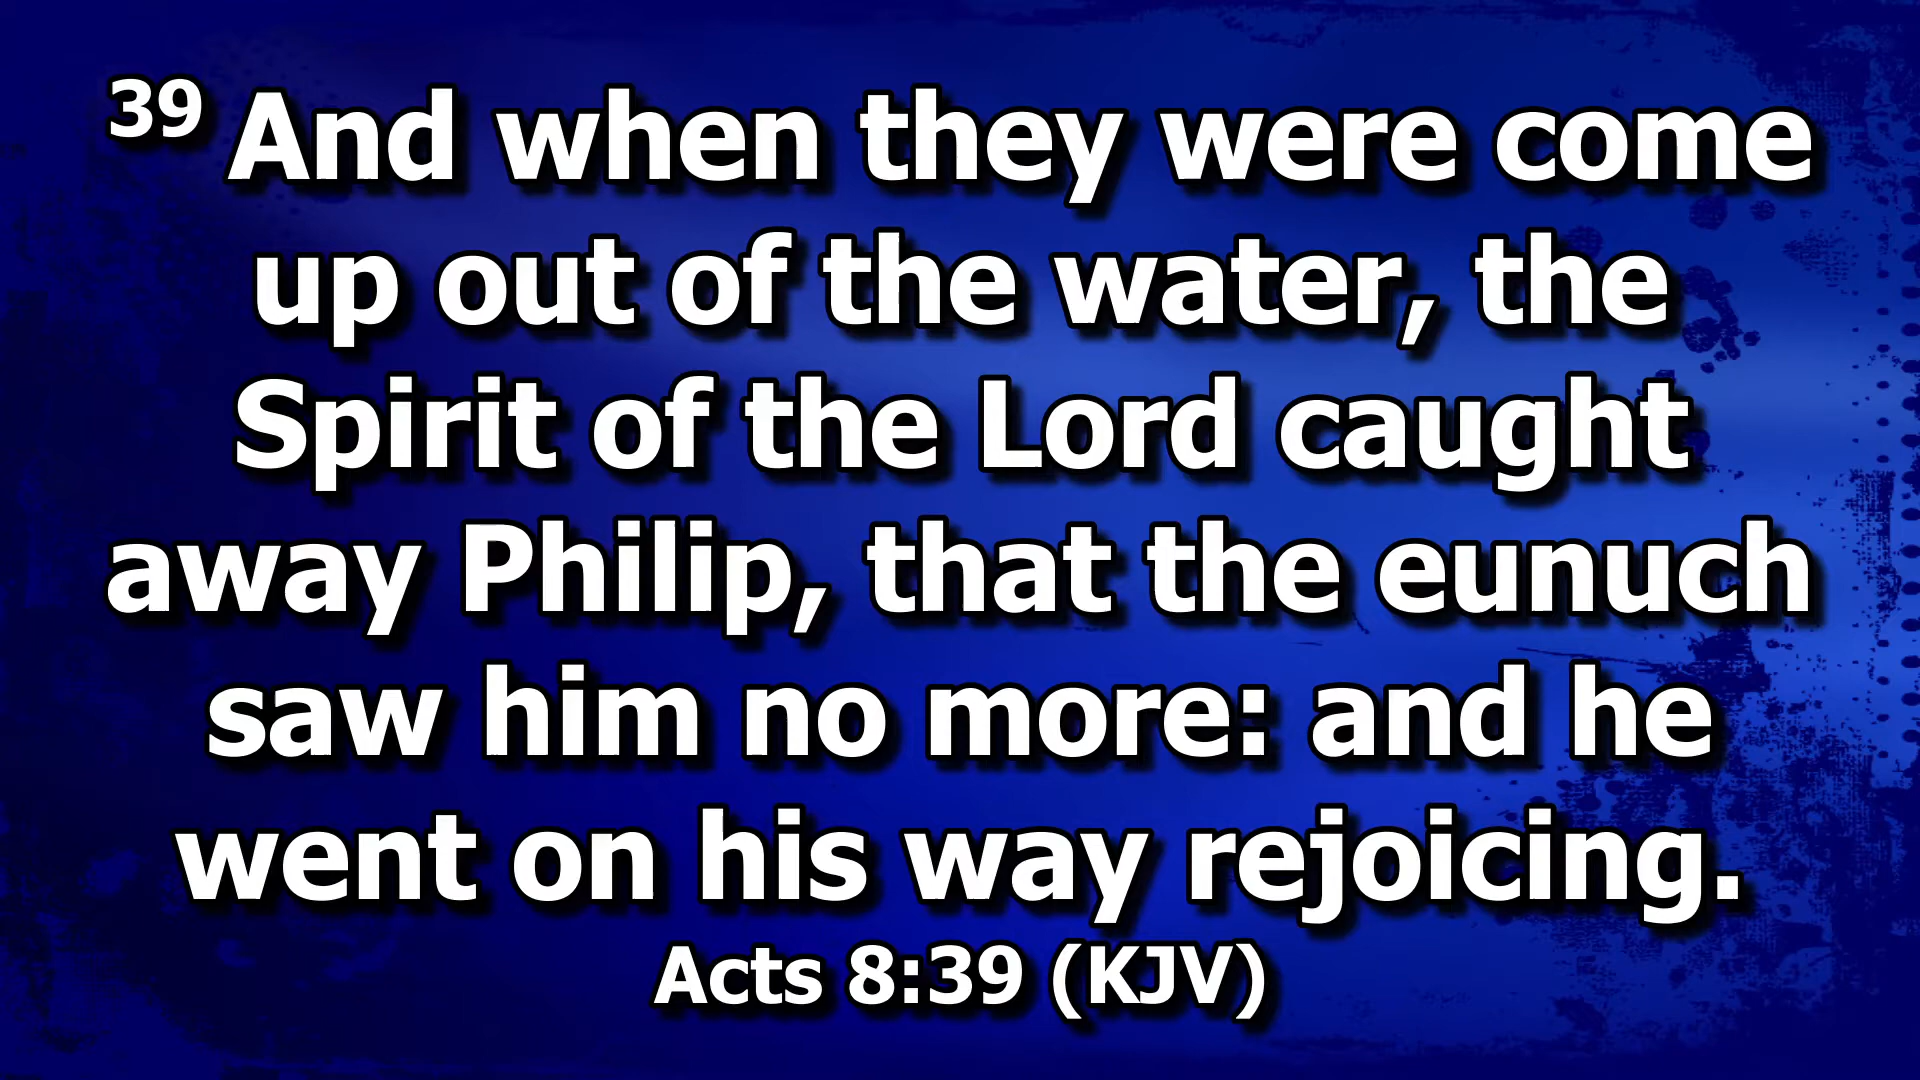 39 And when they were come
up out of the water, the
Spirit of the Lord caught
away Philip, that the eunuch
saw him no more: and he
went on his way rejoicing.
Acts 8:39 (KJV)